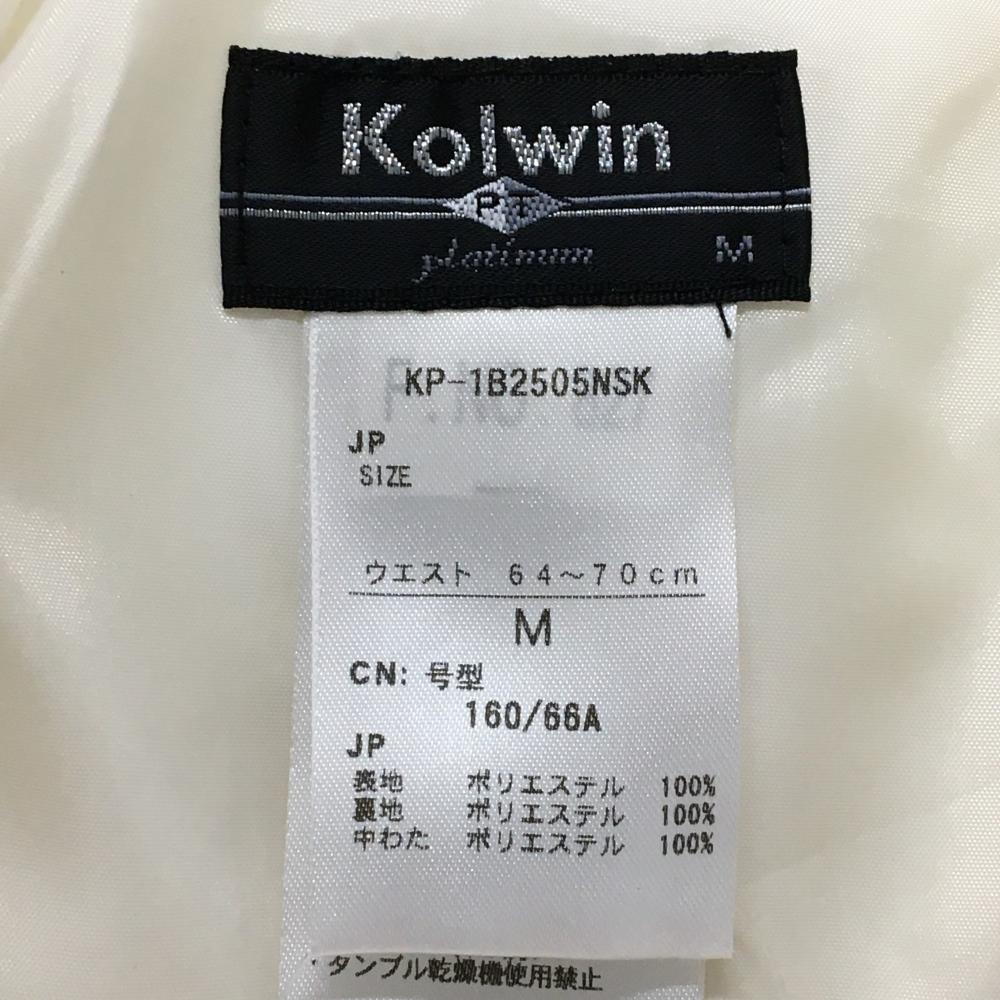 Kolwin
PT
platinum M
KP-1B2505NSK
JP
SIZE
ウエスト 64～70cm
M
CN: 号型
160/66A
JP
表地 ポリエステル 100%
裏地 ポリエステル 100%
中わた ポリエステル 100%
・タンブル乾燥機使用禁止